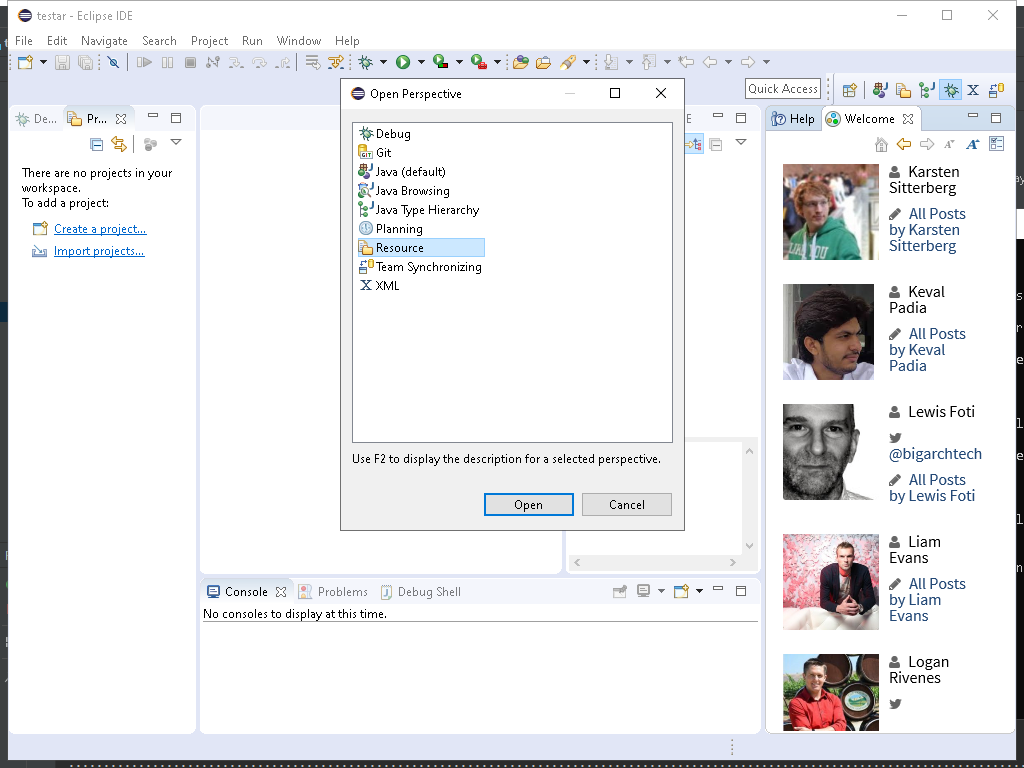 testar - Eclipse IDE
File Edit Navigate Search Project Run Window Help
Quick Access
De...
Pr...
There are no projects in your
workspace.
To add a project:
Create a project...
Import projects...
Open Perspective
Debug
Git
Java (default)
Java Browsing
Java Type Hierarchy
Planning
Resource
Team Synchronizing
XML
Use F2 to display the description for a selected perspective.
Open
Cancel
Console
Problems
Debug Shell
No consoles to display at this time.
Help
Welcome
Karsten
Sitterberg
All Posts
by Karsten
Sitterberg
Keval
Padia
All Posts
by Keval
Padia
Lewis Foti
@bigarchtech
All Posts
by Lewis Foti
Liam
Evans
All Posts
by Liam
Evans
Logan
Rivenes